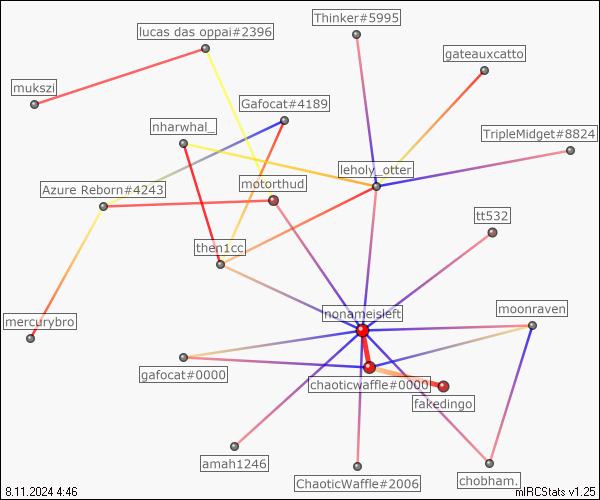 Thinker#5995
lucas das oppai#2396
gateauxcatto
mukszi
Gafocat#4189
nharwhal_
TripleMidget#8824
leholy_otter
motorthud
Azure Reborn#4243
tt532
then1cc
moonraven
nonameisleft
mercurybro
gafocat#0000
chaoticwaffle#0000
fakedingo
amah1246
chobham.
ChaoticWaffle#2006
8.11.2024 4:46
mIRCStats v1.25